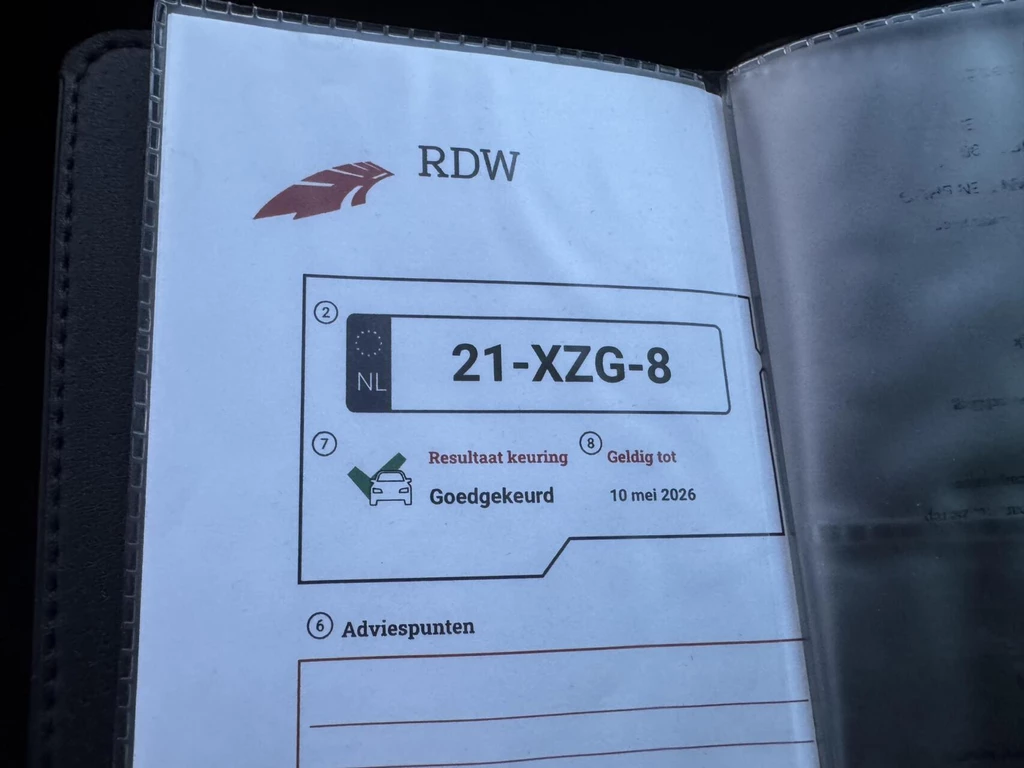 RDW
2
NL 21-XZG-8
7 Resultaat keuring 8 Geldig tot
Goedgekeurd 10 mei 2026
6 Adviespunten